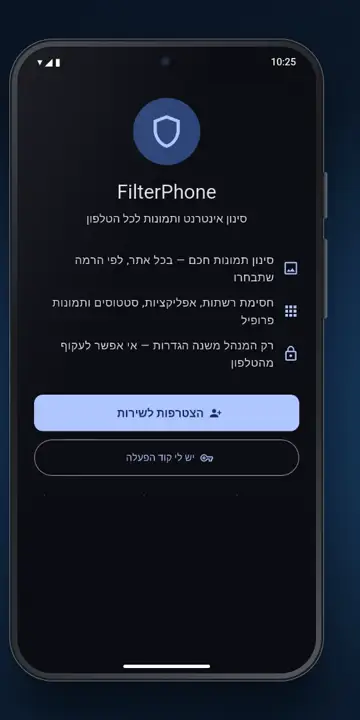 10:25
FilterPhone
סינון אינטרנט ותמונות לכל הטלפון
סינון תמונות חכם – בכל אתר, לפי הרמה
שתבחרו
חסימת רשתות, אפליקציות, סטטוסים ותמונות
פרופיל
רק המנהל משנה הגדרות – אי אפשר לעקוף
מהטלפון
הצטרפות לשירות
יש לי קוד הפעלה